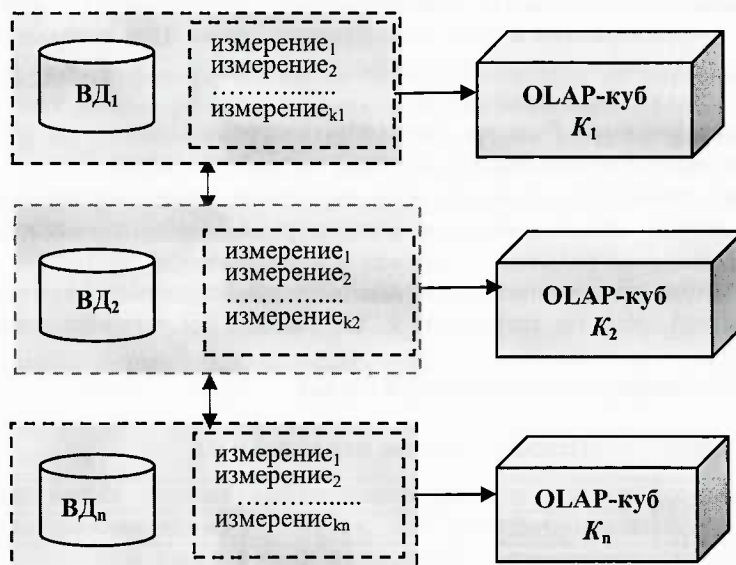 ВД₁
измерение₁
измерение₂
......................
измерениеₖ₁
OLAP-куб
K₁
ВД₂
измерение₁
измерение₂
......................
измерениеₖ₂
OLAP-куб
K₂
ВДₙ
измерение₁
измерение₂
......................
измерениеₖₙ
OLAP-куб
Kₙ